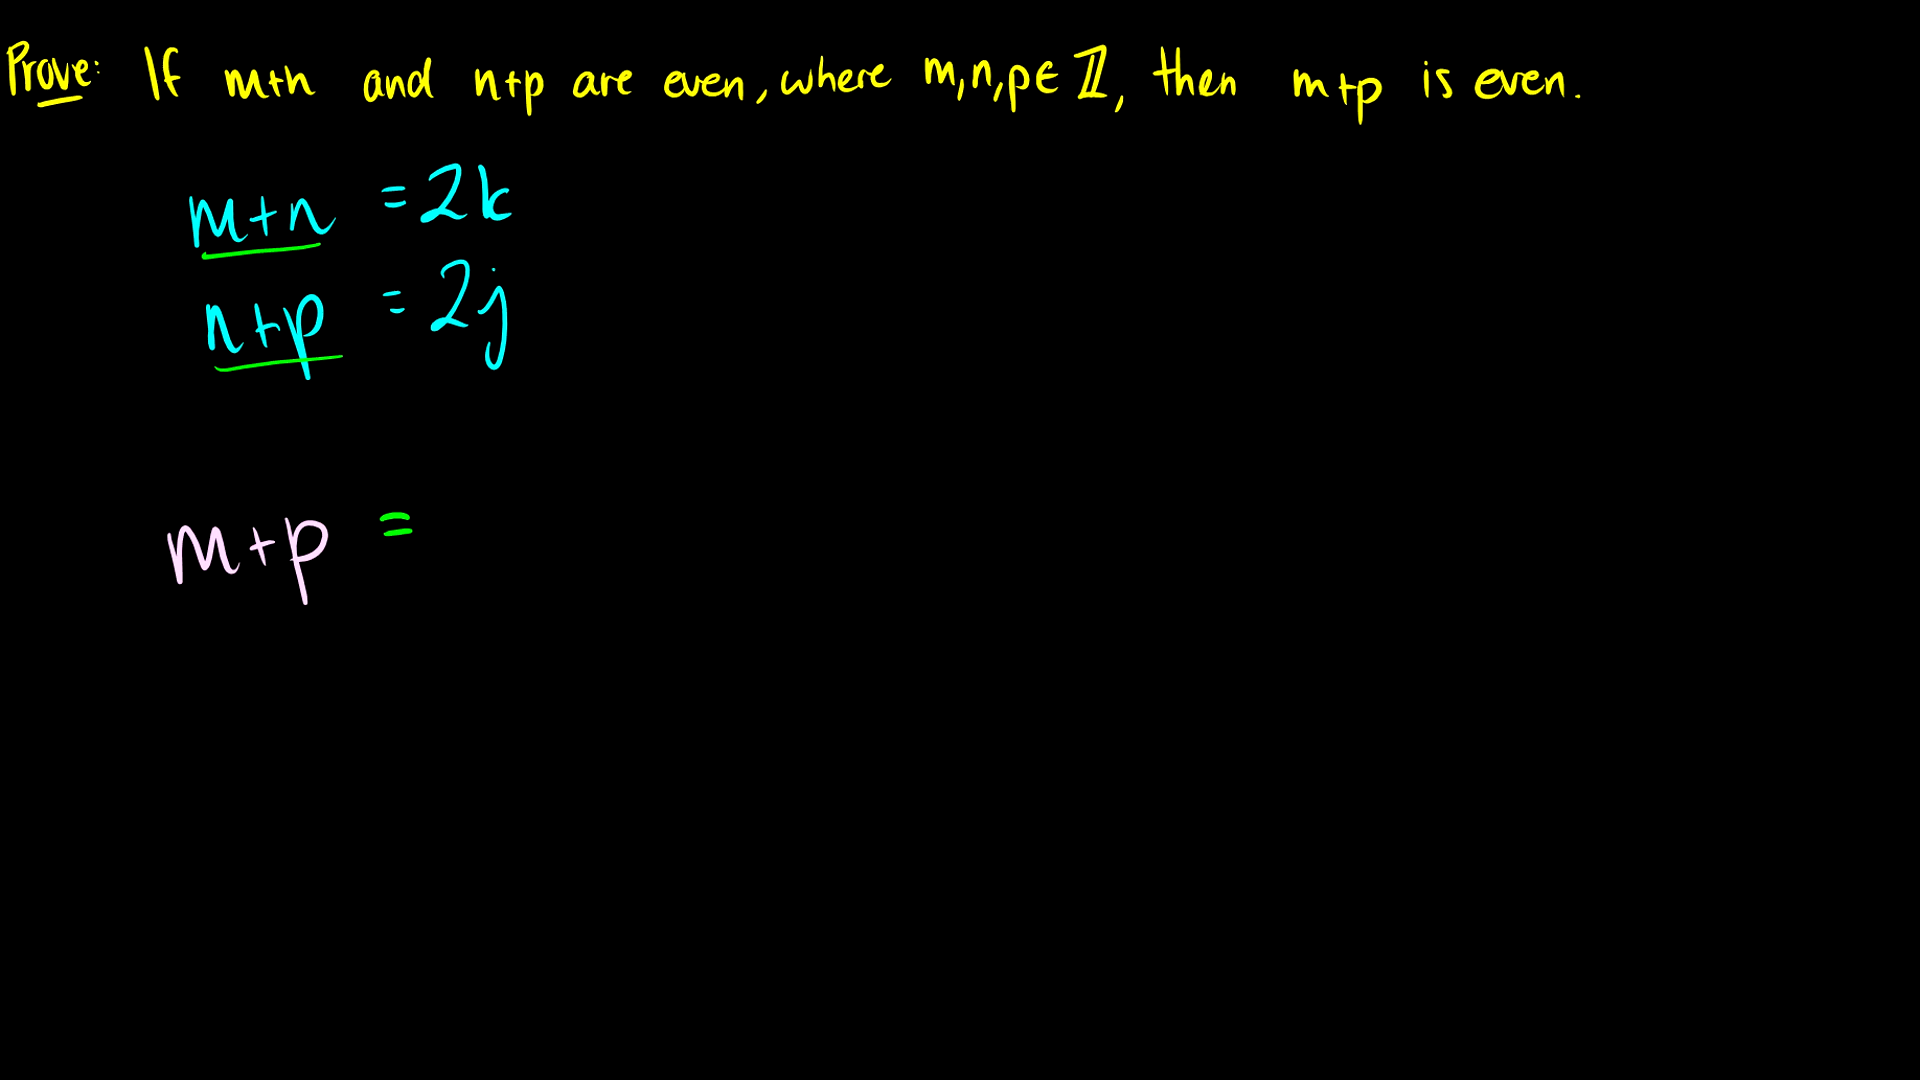 Prove: If m+n and n+p are even, where m,n,p∈ℤ, then m+p is even.
m+n = 2k
n+p = 2j
m+p =